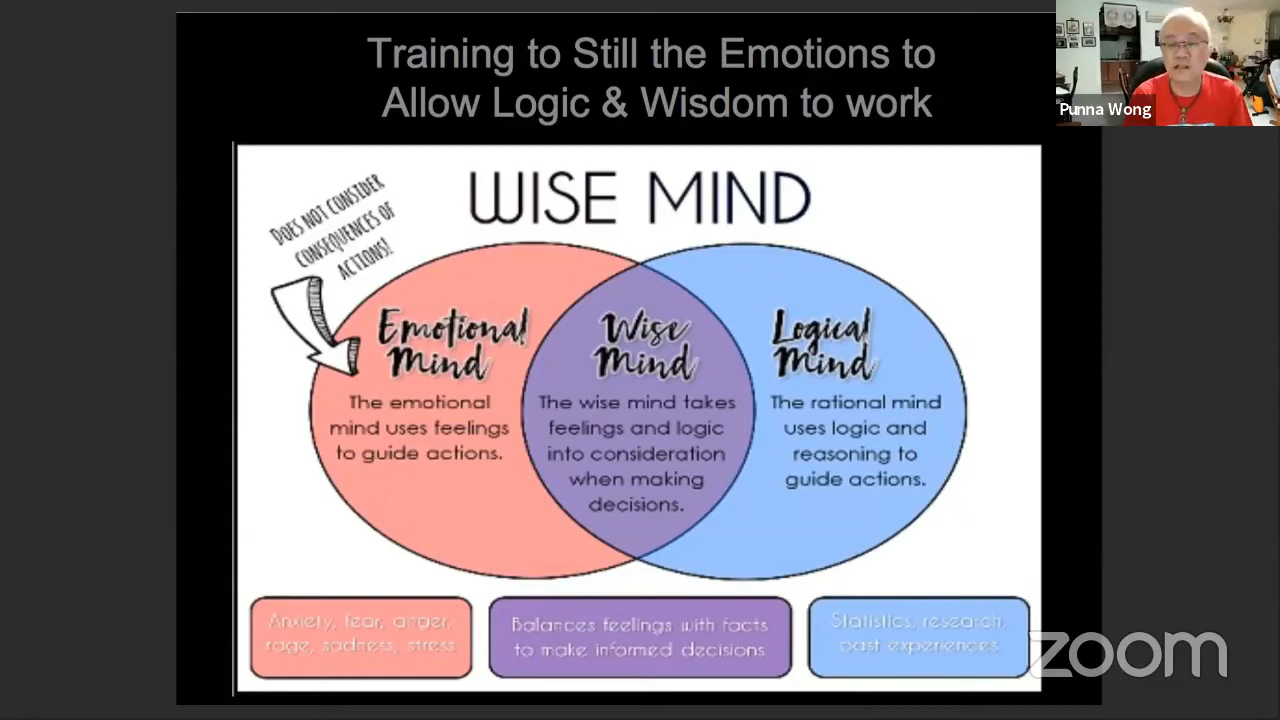 Training to Still the Emotions to
Allow Logic & Wisdom to work
Punna Wong
WISE MIND
DOES NOT CONSIDER
CONSEQUENCES OF
ACTIONS!
Emotional
Mind
The emotional
mind uses feelings
to guide actions.
Wise
Mind
The wise mind takes
feelings and logic
into consideration
when making
decisions.
Logical
Mind
The rational mind
uses logic and
reasoning to
guide actions.
Anxiety, fear, anger,
rage, sadness, stress
Balances feelings with facts
to make informed decisions
Statistics, research,
past experiences
zoom